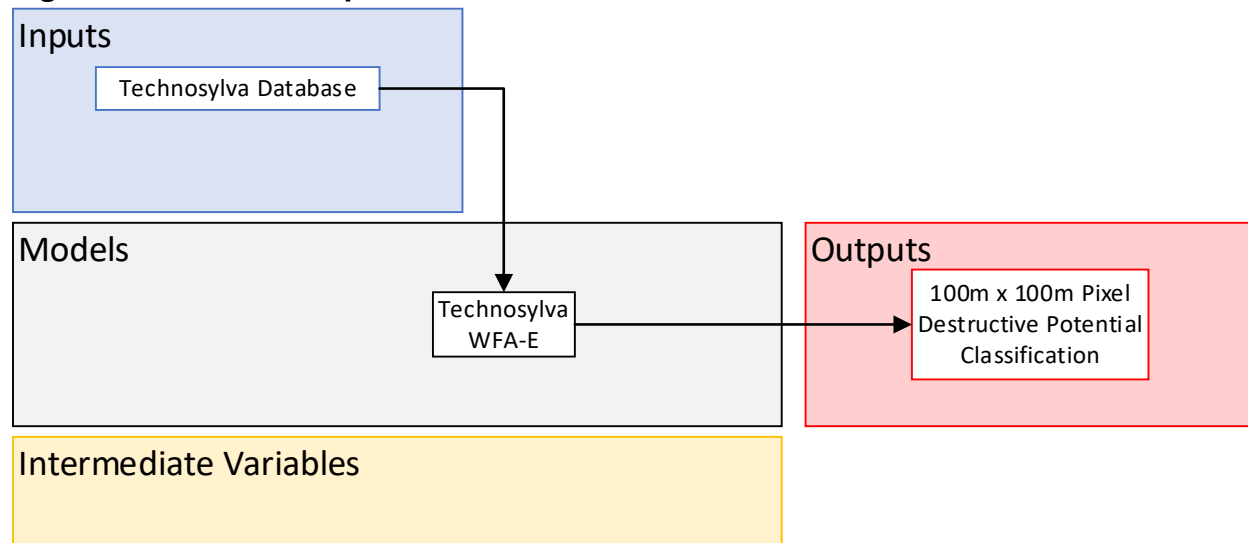 Inputs
Technosylva Database
Models
Technosylva
WFA-E
Outputs
100m x 100m Pixel
Destructive Potential
Classification
Intermediate Variables